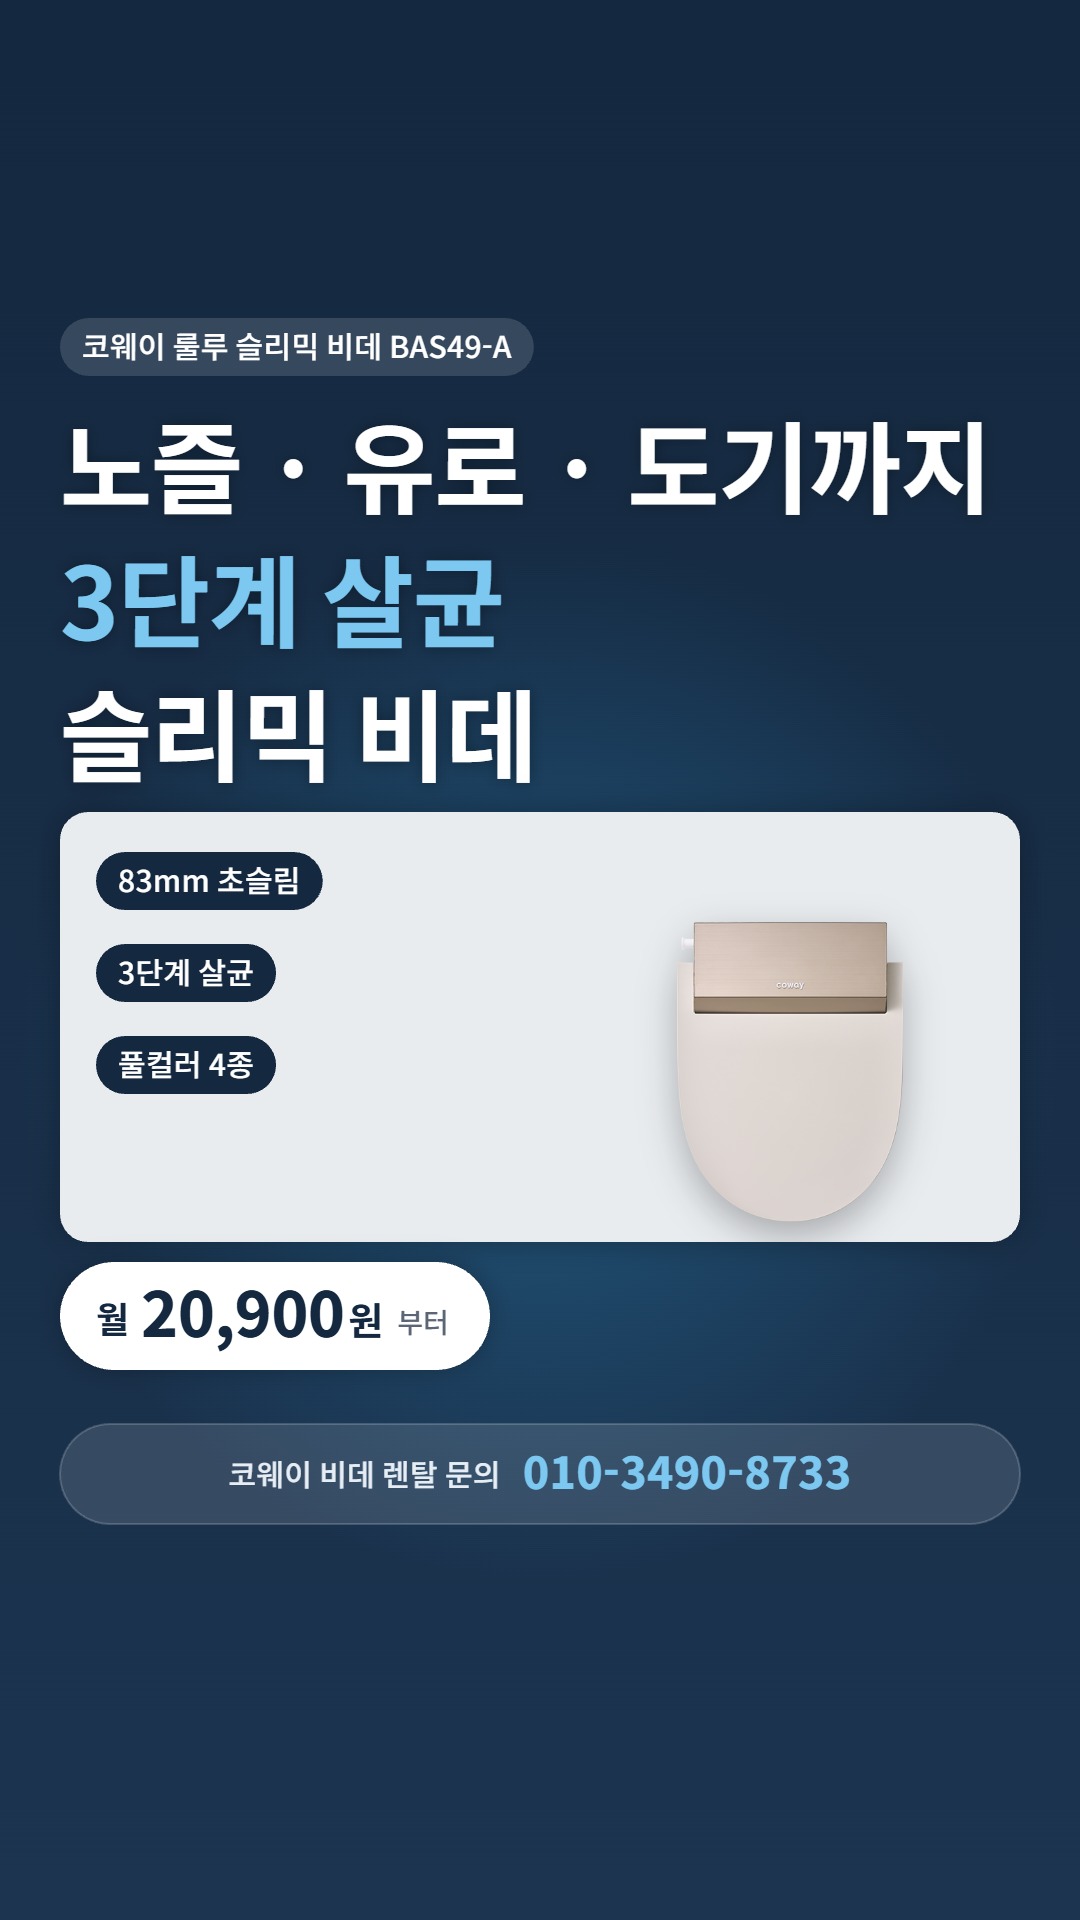 코웨이 룰루 슬리믹 비데 BAS49-A
노즐 · 유로 · 도기까지
3단계 살균
슬리믹 비데
83mm 초슬림
3단계 살균
풀컬러 4종
coway
월 20,900원 부터
코웨이 비데 렌탈 문의 010-3490-8733